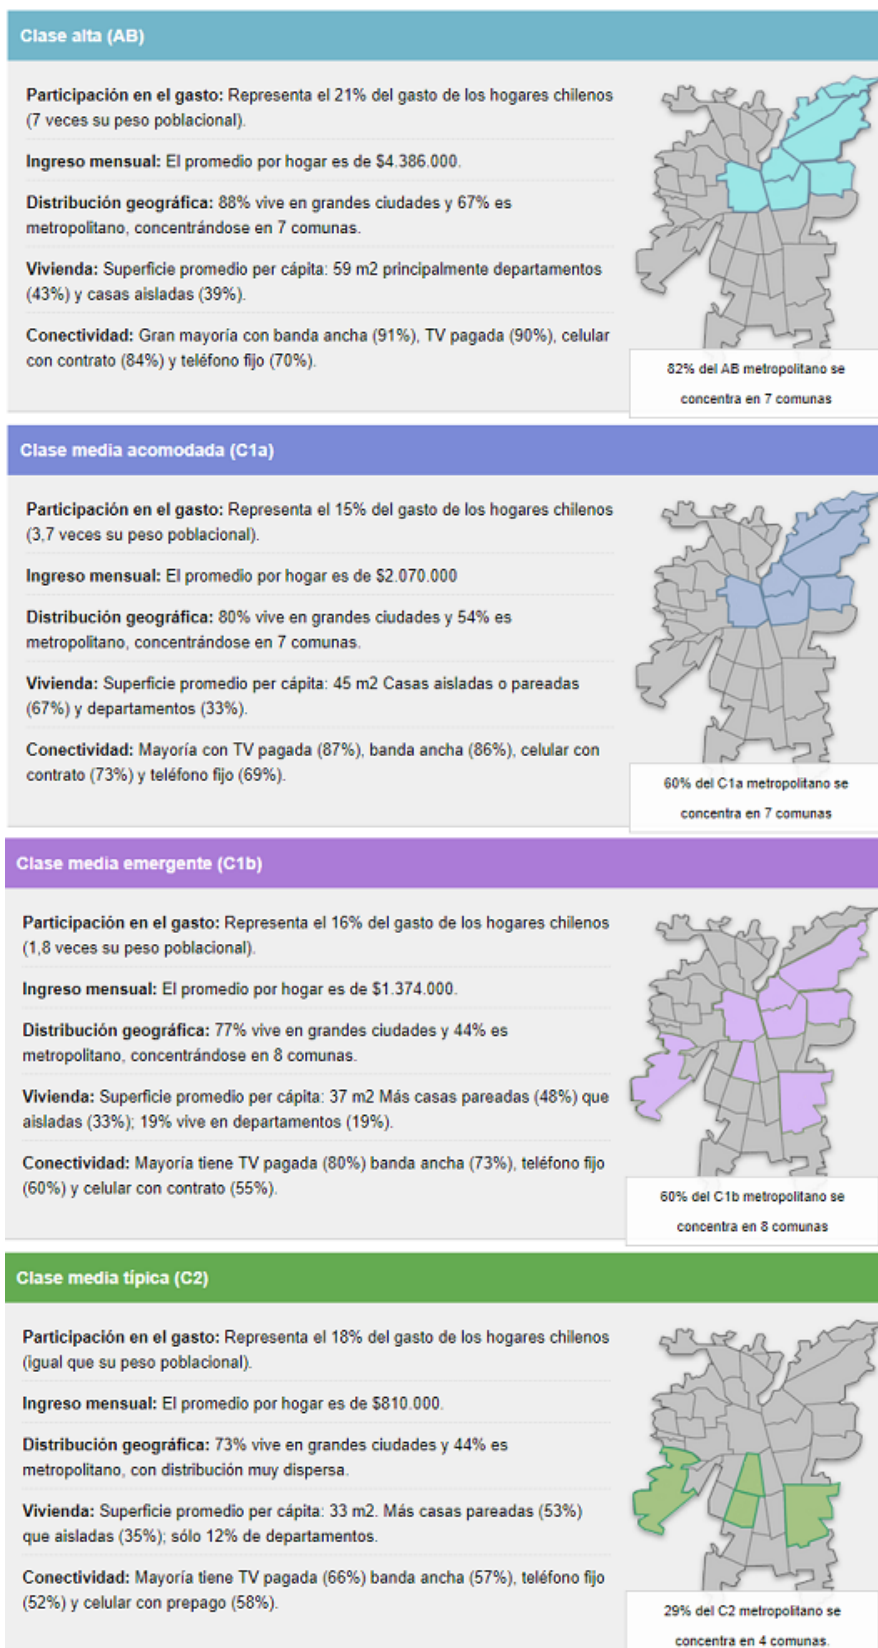 Clase alta (AB)
Participación en el gasto: Representa el 21% del gasto de los hogares chilenos
(7 veces su peso poblacional).
Ingreso mensual: El promedio por hogar es de $4.386.000.
Distribución geográfica: 88% vive en grandes ciudades y 67% es
metropolitano, concentrándose en 7 comunas.
Vivienda: Superficie promedio per cápita: 59 m2 principalmente departamentos
(43%) y casas aisladas (39%).
Conectividad: Gran mayoría con banda ancha (91%), TV pagada (90%), celular
con contrato (84%) y teléfono fijo (70%).
82% del AB metropolitano se
concentra en 7 comunas
Clase media acomodada (C1a)
Participación en el gasto: Representa el 15% del gasto de los hogares chilenos
(3,7 veces su peso poblacional).
Ingreso mensual: El promedio por hogar es de $2.070.000
Distribución geográfica: 80% vive en grandes ciudades y 54% es
metropolitano, concentrándose en 7 comunas.
Vivienda: Superficie promedio per cápita: 45 m2 Casas aisladas o pareadas
(67%) y departamentos (33%).
Conectividad: Mayoría con TV pagada (87%), banda ancha (86%), celular con
contrato (73%) y teléfono fijo (69%).
60% del C1a metropolitano se
concentra en 7 comunas
Clase media emergente (C1b)
Participación en el gasto: Representa el 16% del gasto de los hogares chilenos
(1,8 veces su peso poblacional).
Ingreso mensual: El promedio por hogar es de $1.374.000.
Distribución geográfica: 77% vive en grandes ciudades y 44% es
metropolitano, concentrándose en 8 comunas.
Vivienda: Superficie promedio per cápita: 37 m2 Más casas pareadas (48%) que
aisladas (33%); 19% vive en departamentos (19%).
Conectividad: Mayoría tiene TV pagada (80%) banda ancha (73%), teléfono fijo
(60%) y celular con contrato (55%).
60% del C1b metropolitano se
concentra en 8 comunas
Clase media típica (C2)
Participación en el gasto: Representa el 18% del gasto de los hogares chilenos
(igual que su peso poblacional).
Ingreso mensual: El promedio por hogar es de $810.000.
Distribución geográfica: 73% vive en grandes ciudades y 44% es
metropolitano, con distribución muy dispersa.
Vivienda: Superficie promedio per cápita: 33 m2. Más casas pareadas (53%)
que aisladas (35%); sólo 12% de departamentos.
Conectividad: Mayoría tiene TV pagada (66%) banda ancha (57%), teléfono fijo
(52%) y celular con prepago (58%).
29% del C2 metropolitano se
concentra en 4 comunas.